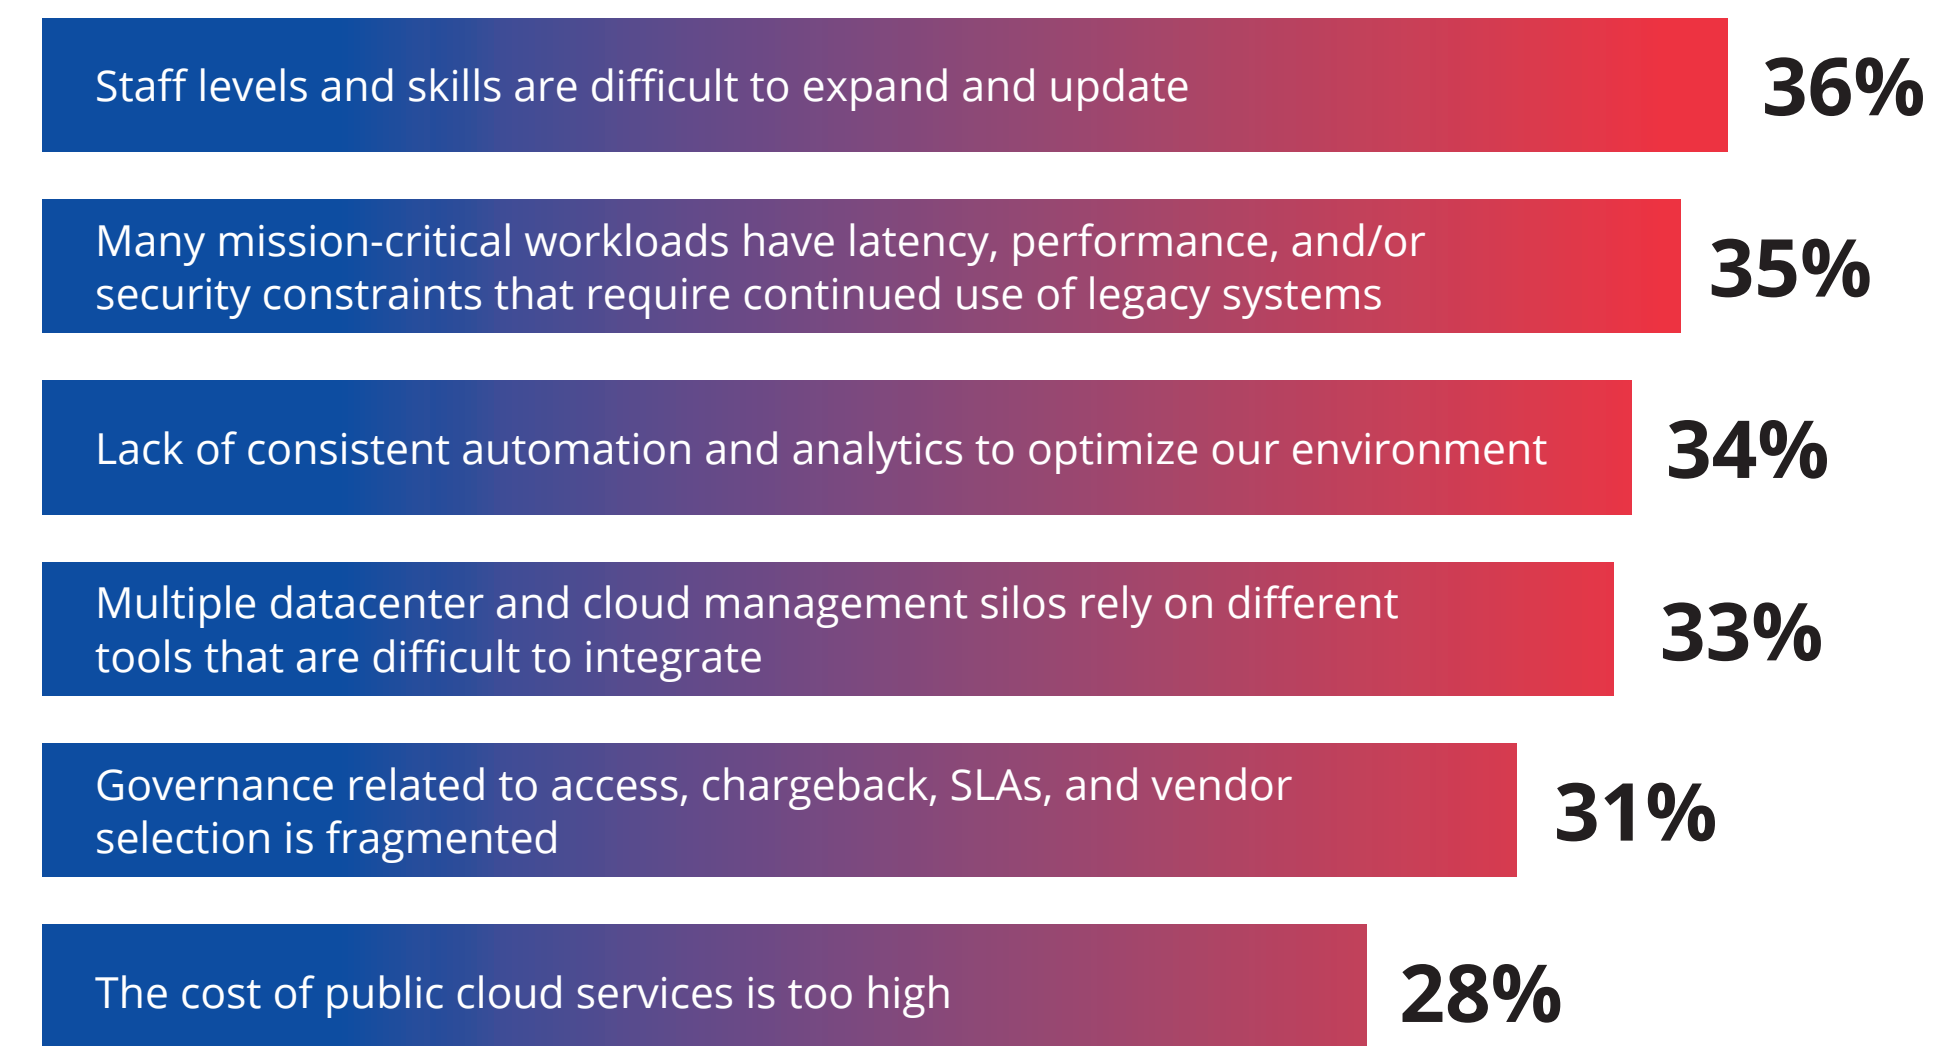 Staff levels and skills are difficult to expand and update
36%
Many mission-critical workloads have latency, performance, and/or
security constraints that require continued use of legacy systems
35%
Lack of consistent automation and analytics to optimize our environment
34%
Multiple datacenter and cloud management silos rely on different
tools that are difficult to integrate
33%
Governance related to access, chargeback, SLAs, and vendor
selection is fragmented
31%
The cost of public cloud services is too high
28%